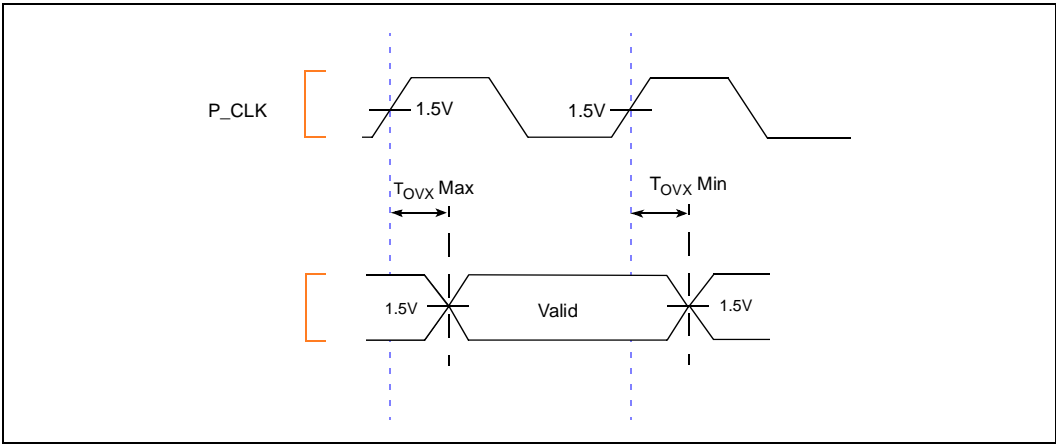 P_CLK
1.5V
1.5V
TOVX Max
TOVX Min
1.5V
Valid
1.5V